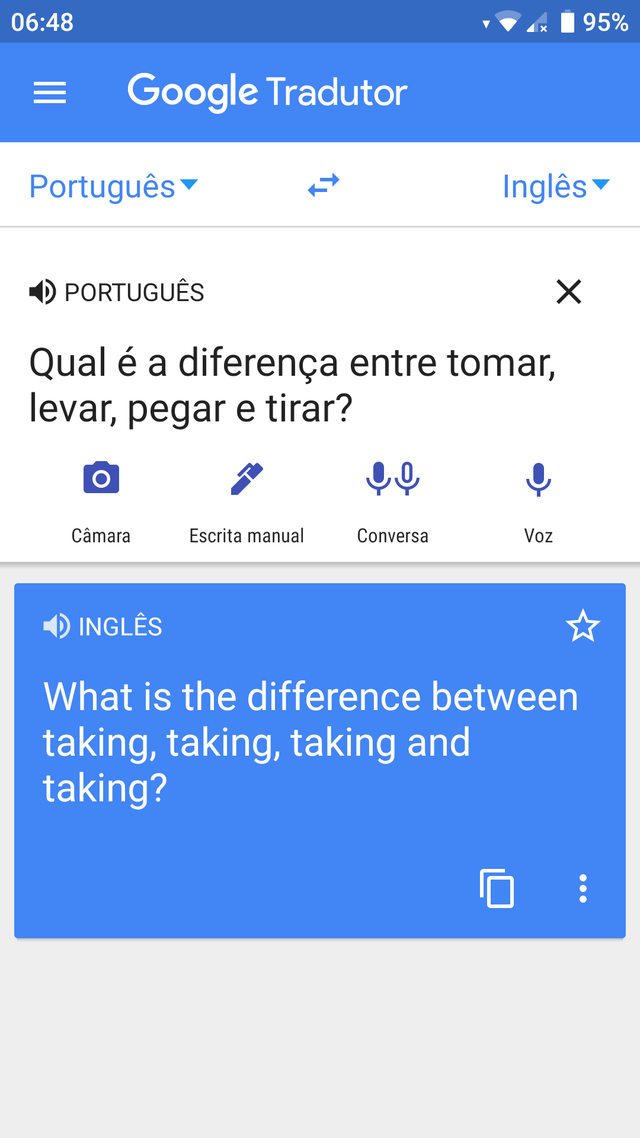 06:48 95%
Google Tradutor
Português Inglês
PORTUGUÊS
Qual é a diferença entre tomar,
levar, pegar e tirar?
Câmara Escrita manual Conversa Voz
INGLÊS
What is the difference between
taking, taking, taking and
taking?